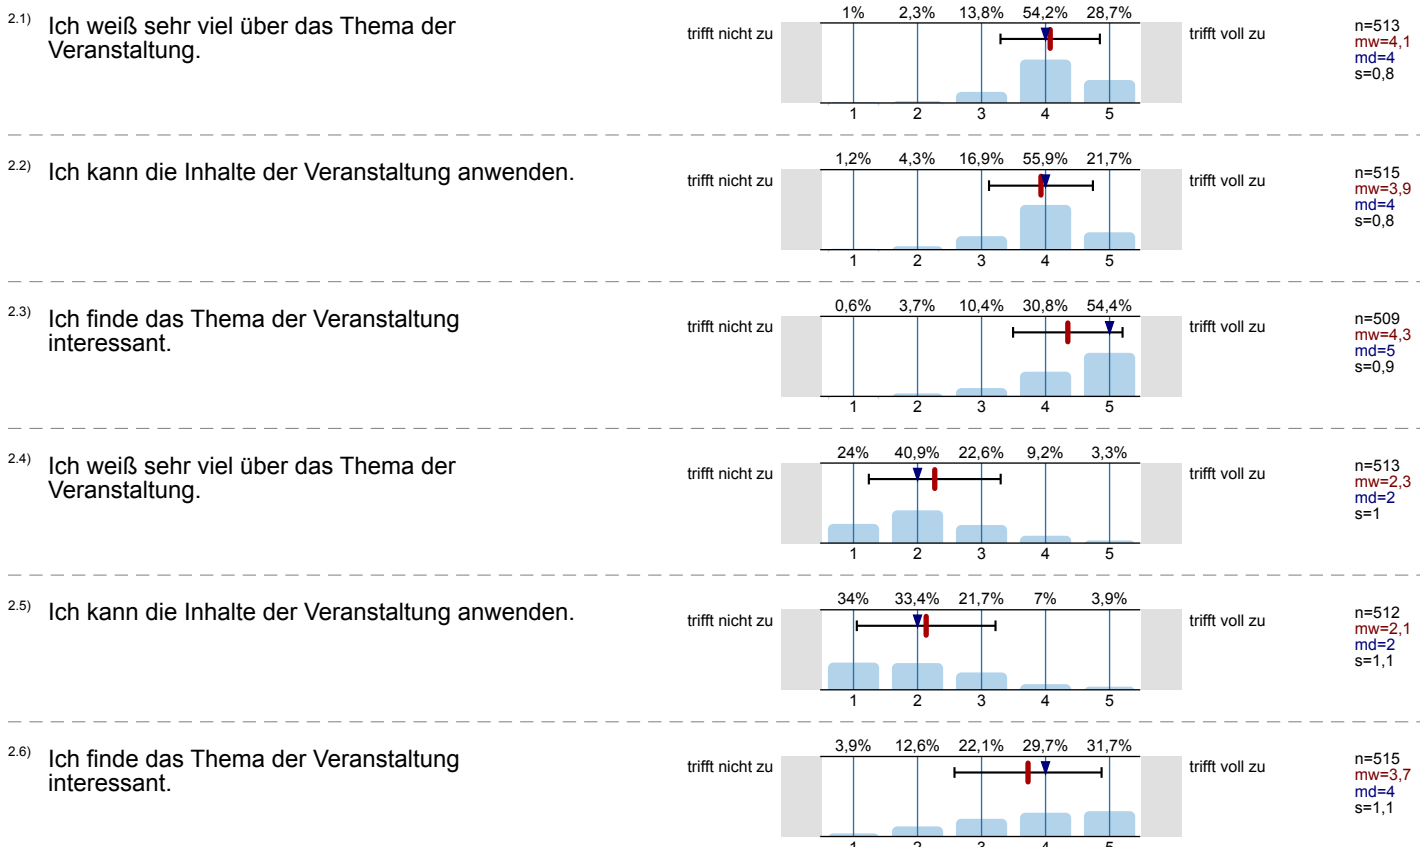 2.1) Ich weiß sehr viel über das Thema der
Veranstaltung.
trifft nicht zu
1% 2,3% 13,8% 54,2% 28,7%
1 2 3 4 5
trifft voll zu
n=513
mw=4,1
md=4
s=0,8
2.2) Ich kann die Inhalte der Veranstaltung anwenden.
trifft nicht zu
1,2% 4,3% 16,9% 55,9% 21,7%
1 2 3 4 5
trifft voll zu
n=515
mw=3,9
md=4
s=0,8
2.3) Ich finde das Thema der Veranstaltung
interessant.
trifft nicht zu
0,6% 3,7% 10,4% 30,8% 54,4%
1 2 3 4 5
trifft voll zu
n=509
mw=4,3
md=5
s=0,9
2.4) Ich weiß sehr viel über das Thema der
Veranstaltung.
trifft nicht zu
24% 40,9% 22,6% 9,2% 3,3%
1 2 3 4 5
trifft voll zu
n=513
mw=2,3
md=2
s=1
2.5) Ich kann die Inhalte der Veranstaltung anwenden.
trifft nicht zu
34% 33,4% 21,7% 7% 3,9%
1 2 3 4 5
trifft voll zu
n=512
mw=2,1
md=2
s=1,1
2.6) Ich finde das Thema der Veranstaltung
interessant.
trifft nicht zu
3,9% 12,6% 22,1% 29,7% 31,7%
1 2 3 4 5
trifft voll zu
n=515
mw=3,7
md=4
s=1,1